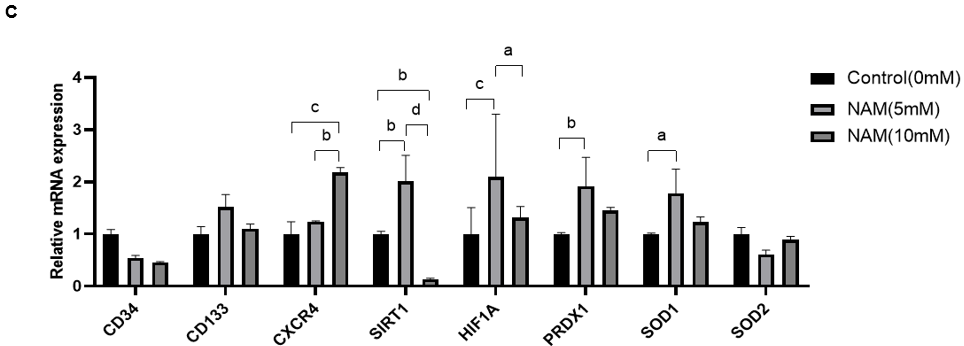 C
a
b
c
c
d
b
b
b
a
Control(0mM)
NAM(5mM)
NAM(10mM)
Relative mRNA expression
4
3
2
1
0
CD34
CD133
CXCR4
SIRT1
HIF1A
PRDX1
SOD1
SOD2